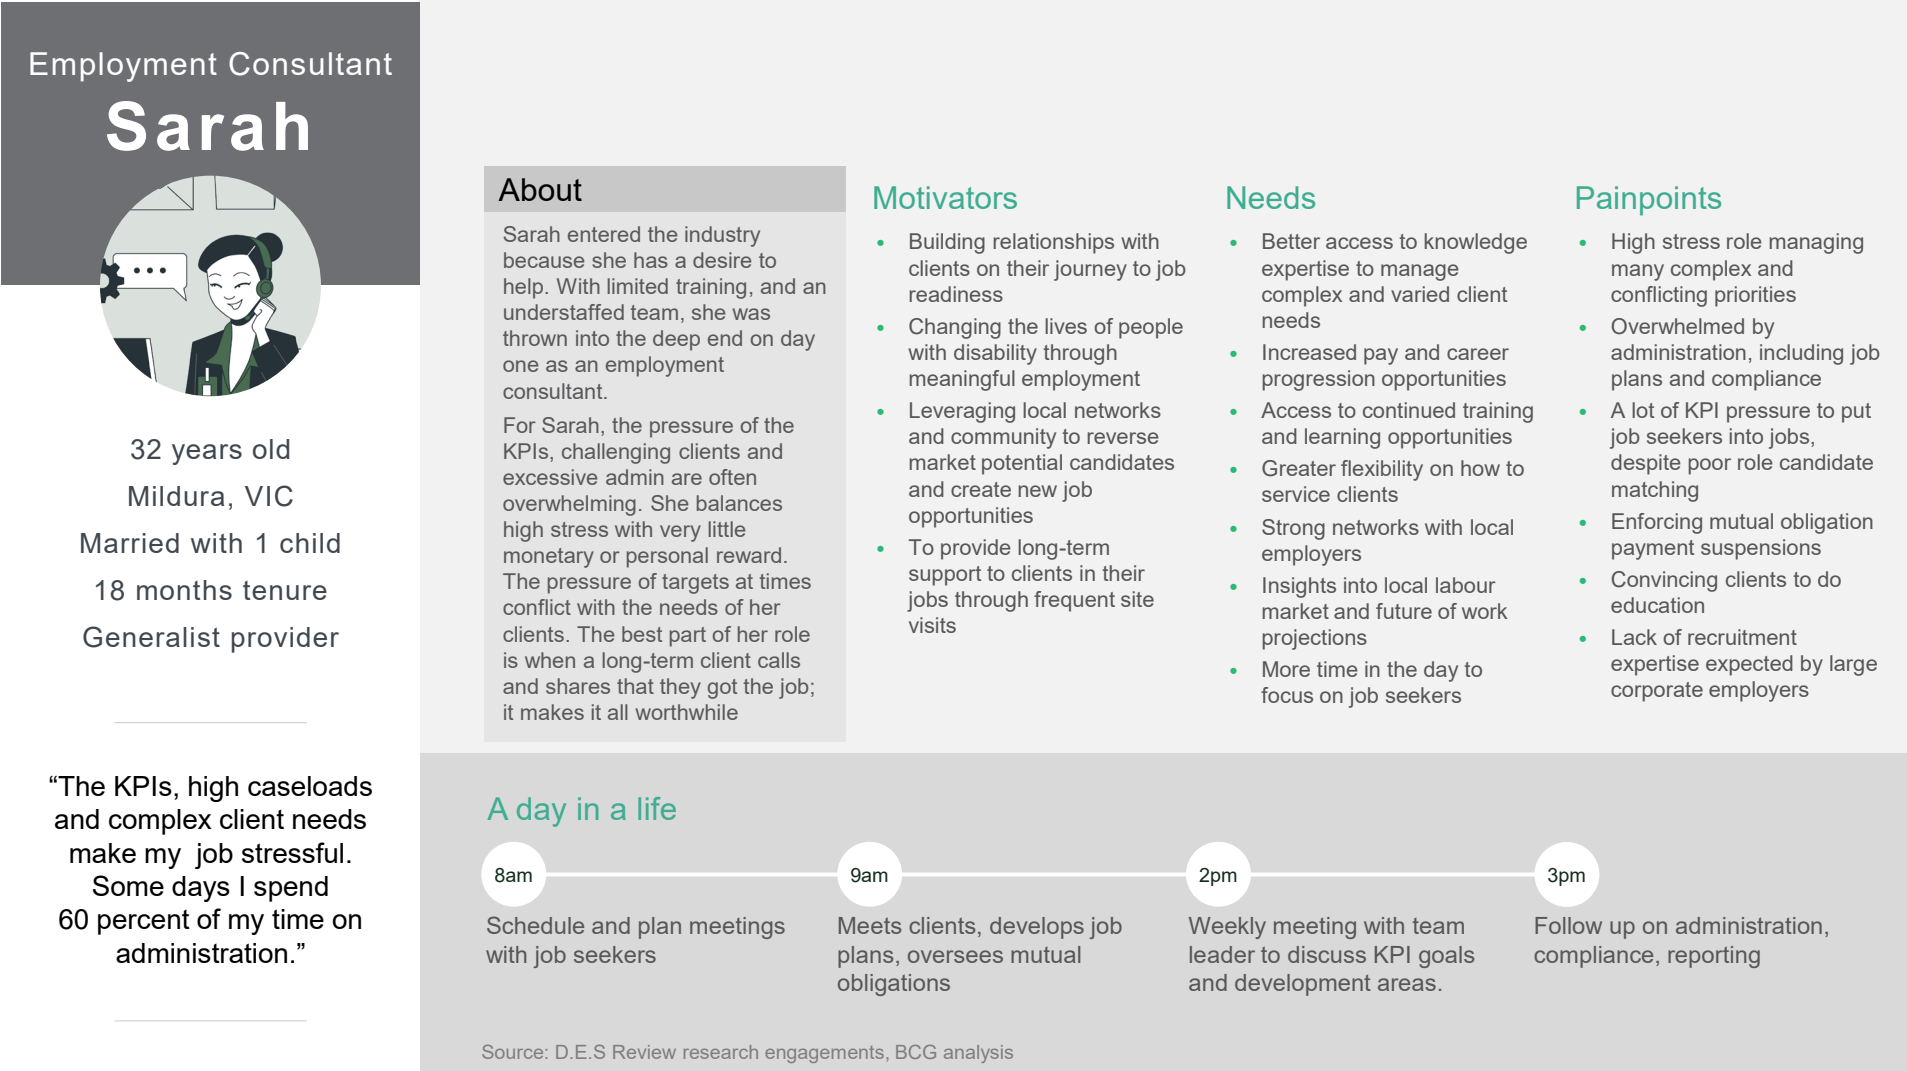 Employment Consultant
Sarah
32 years old
Mildura, VIC
Married with 1 child
18 months tenure
Generalist provider
“The KPIs, high caseloads
and complex client needs
make my  job stressful.
Some days I spend
60 percent of my time on
administration.”
About
Sarah entered the industry
because she has a desire to
help. With limited training, and an
understaffed team, she was
thrown into the deep end on day
one as an employment
consultant.
For Sarah, the pressure of the
KPIs, challenging clients and
excessive admin are often
overwhelming. She balances
high stress with very little
monetary or personal reward.
The pressure of targets at times
conflict with the needs of her
clients. The best part of her role
is when a long-term client calls
and shares that they got the job;
it makes it all worthwhile
Motivators
• Building relationships with
clients on their journey to job
readiness
• Changing the lives of people
with disability through
meaningful employment
• Leveraging local networks
and community to reverse
market potential candidates
and create new job
opportunities
• To provide long-term
support to clients in their
jobs through frequent site
visits
Needs
• Better access to knowledge
expertise to manage
complex and varied client
needs
• Increased pay and career
progression opportunities
• Access to continued training
and learning opportunities
• Greater flexibility on how to
service clients
• Strong networks with local
employers
• Insights into local labour
market and future of work
projections
• More time in the day to
focus on job seekers
Painpoints
• High stress role managing
many complex and
conflicting priorities
• Overwhelmed by
administration, including job
plans and compliance
• A lot of KPI pressure to put
job seekers into jobs,
despite poor role candidate
matching
• Enforcing mutual obligation
payment suspensions
• Convincing clients to do
education
• Lack of recruitment
expertise expected by large
corporate employers
A day in a life
8am
Schedule and plan meetings
with job seekers
9am
Meets clients, develops job
plans, oversees mutual
obligations
2pm
Weekly meeting with team
leader to discuss KPI goals
and development areas.
3pm
Follow up on administration,
compliance, reporting
Source: D.E.S Review research engagements, BCG analysis